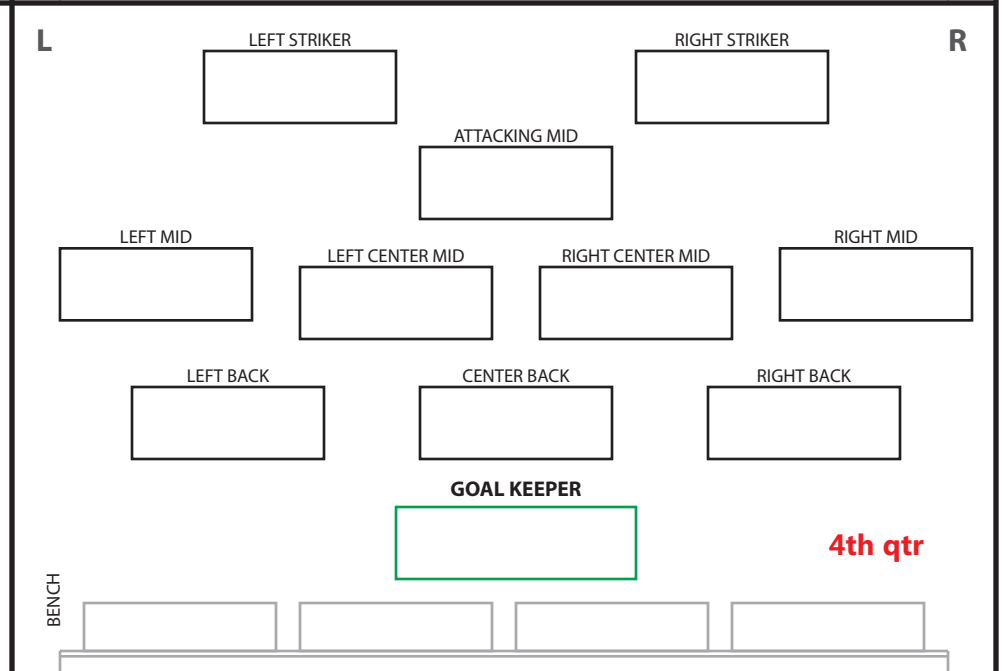 L
R
LEFT STRIKER
RIGHT STRIKER
ATTACKING MID
LEFT MID
RIGHT MID
LEFT CENTER MID
RIGHT CENTER MID
LEFT BACK
CENTER BACK
RIGHT BACK
GOAL KEEPER
4th qtr
BENCH